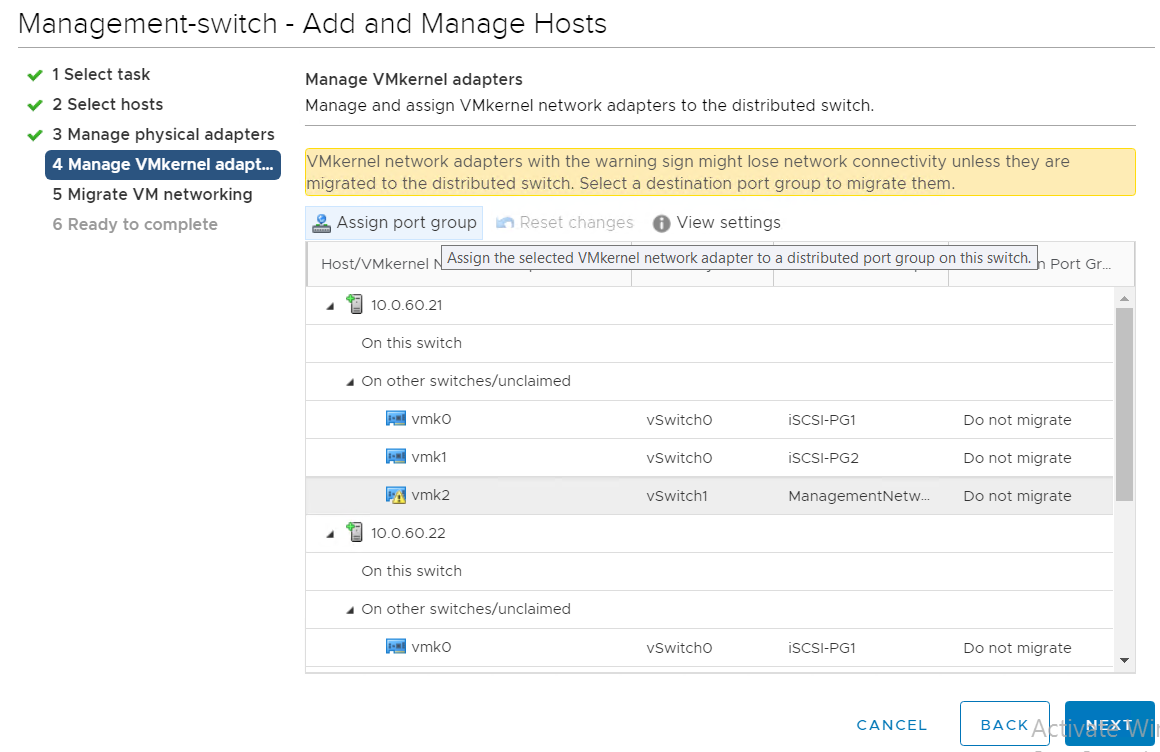 Management-switch - Add and Manage Hosts
1 Select task
2 Select hosts
3 Manage physical adapters
4 Manage VMkernel adapt...
5 Migrate VM networking
6 Ready to complete
Manage VMkernel adapters
Manage and assign VMkernel network adapters to the distributed switch.
VMkernel network adapters with the warning sign might lose network connectivity unless they are
migrated to the distributed switch. Select a destination port group to migrate them.
Assign port group Reset changes View settings
Assign the selected VMkernel network adapter to a distributed port group on this switch.
Host/VMkernel Port Gr...
10.0.60.21
On this switch
On other switches/unclaimed
vmk0 vSwitch0 iSCSI-PG1 Do not migrate
vmk1 vSwitch0 iSCSI-PG2 Do not migrate
vmk2 vSwitch1 ManagementNetw... Do not migrate
10.0.60.22
On this switch
On other switches/unclaimed
vmk0 vSwitch0 iSCSI-PG1 Do not migrate
CANCEL BACK NEXT
Activate Wi